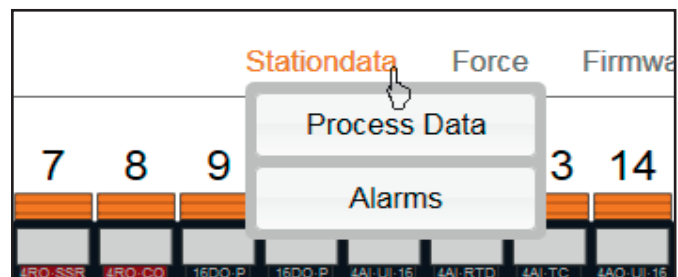 Stationdata Force Firmwa
Process Data
7 8 9 3 14
Alarms
4RO-SSR 4RO-CO 16DO-P 16DO-P 4AI-UI-16 4AI-RTD 4AI-TC 4AO-UI-16